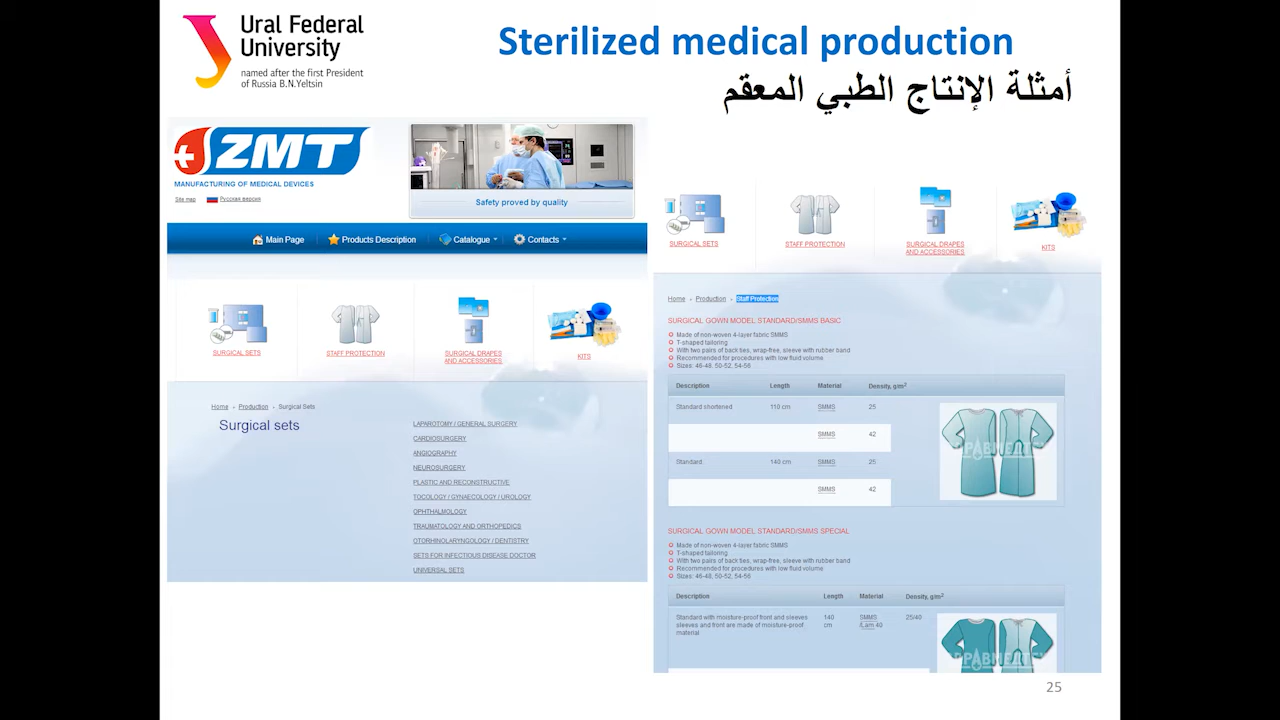 Ural Federal
University
named after the first President
of Russia B.N.Yeltsin
Sterilized medical production
أمثلة الإنتاج الطبي المعقم
ZMT
MANUFACTURING OF MEDICAL DEVICES
Site map Русская версия
Safety proved by quality
Main Page Products Description Catalogue Contacts
SURGICAL SETS STAFF PROTECTION SURGICAL DRAPES
AND ACCESSORIES KITS
Home Production Surgical Sets
Surgical sets
LAPAROTOMY / GENERAL SURGERY
CARDIOSURGERY
ANGIOGRAPHY
NEUROSURGERY
PLASTIC AND RECONSTRUCTIVE
TOCOLOGY / GYNAECOLOGY / UROLOGY
OPHTHALMOLOGY
TRAUMATOLOGY AND ORTHOPEDICS
OTORHINOLARYNGOLOGY / DENTISTRY
SETS FOR INFECTIOUS DISEASE DOCTOR
UNIVERSAL SETS
SURGICAL SETS STAFF PROTECTION SURGICAL DRAPES
AND ACCESSORIES KITS
Home Production Staff Protection
SURGICAL GOWN MODEL STANDARD/SMMS BASIC
Made of non-woven 4-layer fabric SMMS
T-shaped tailoring
With two pairs of back ties, wrap-free, sleeve with rubber band
Recommended for procedures with low fluid volume
Sizes: 46-48, 50-52, 54-56
Description Length Material Density, g/m2
Standard shortened 110 cm SMMS 25
SMMS 42
Standard 140 cm SMMS 25
SMMS 42
SURGICAL GOWN MODEL STANDARD/SMMS SPECIAL
Made of non-woven 4-layer fabric SMMS
T-shaped tailoring
With two pairs of back ties, wrap-free, sleeve with rubber band
Recommended for procedures with low fluid volume
Sizes: 46-48, 50-52, 54-56
Description Length Material Density, g/m2
Standard with moisture-proof front and sleeves 140 SMMS 25/40
sleeves and front are made of moisture-proof cm /Lam 40
material
25